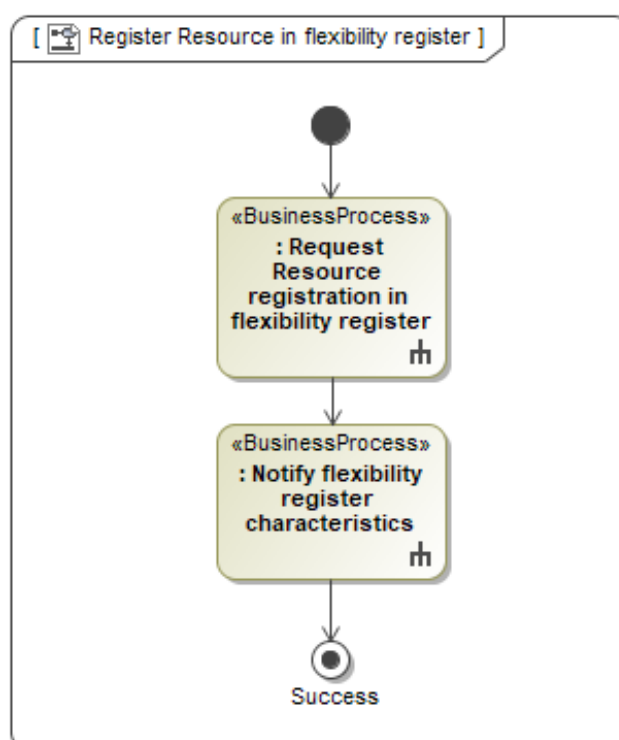 [ Register Resource in flexibility register ]
«BusinessProcess»
: Request
Resource
registration in
flexibility register
«BusinessProcess»
: Notify flexibility
register
characteristics
Success